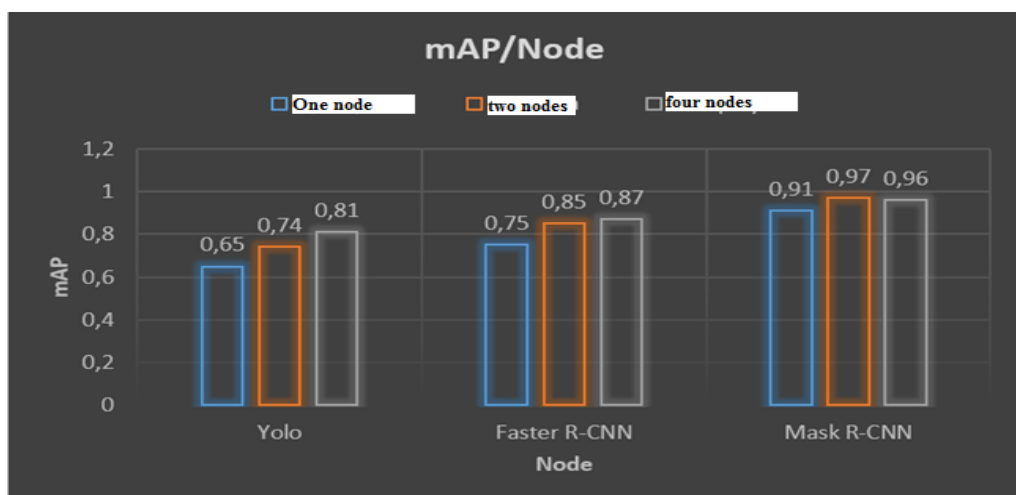 mAP/Node
One node two nodes four nodes
1,2
1
0,8
0,6
0,4
0,2
0
mAP
0,65 0,74 0,81
0,75 0,85 0,87
0,91 0,97 0,96
Yolo Faster R-CNN Mask R-CNN
Node